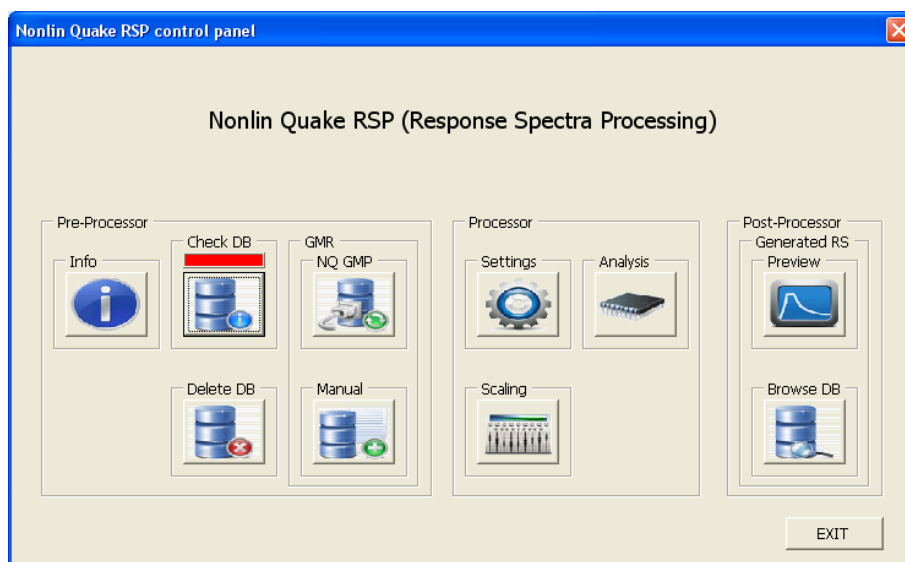 Nonlin Quake RSP control panel
Nonlin Quake RSP (Response Spectra Processing)
Pre-Processor
Info
Check DB
Delete DB
GMR
NQ GMP
Manual
Processor
Settings
Analysis
Scaling
Post-Processor
Generated RS
Preview
Browse DB
EXIT